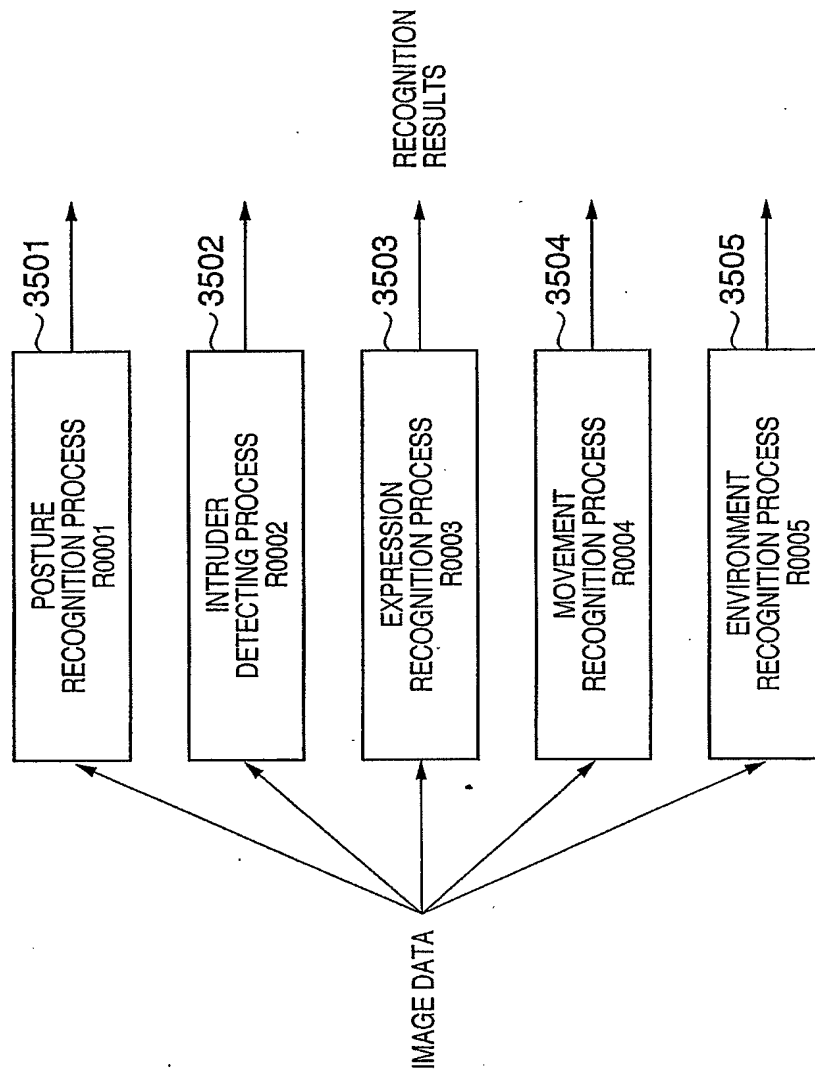 IMAGE DATA
POSTURE
RECOGNITION PROCESS
R0001
3501
INTRUDER
DETECTING PROCESS
R0002
3502
EXPRESSION
RECOGNITION PROCESS
R0003
3503
MOVEMENT
RECOGNITION PROCESS
R0004
3504
ENVIRONMENT
RECOGNITION PROCESS
R0005
3505
RECOGNITION
RESULTS